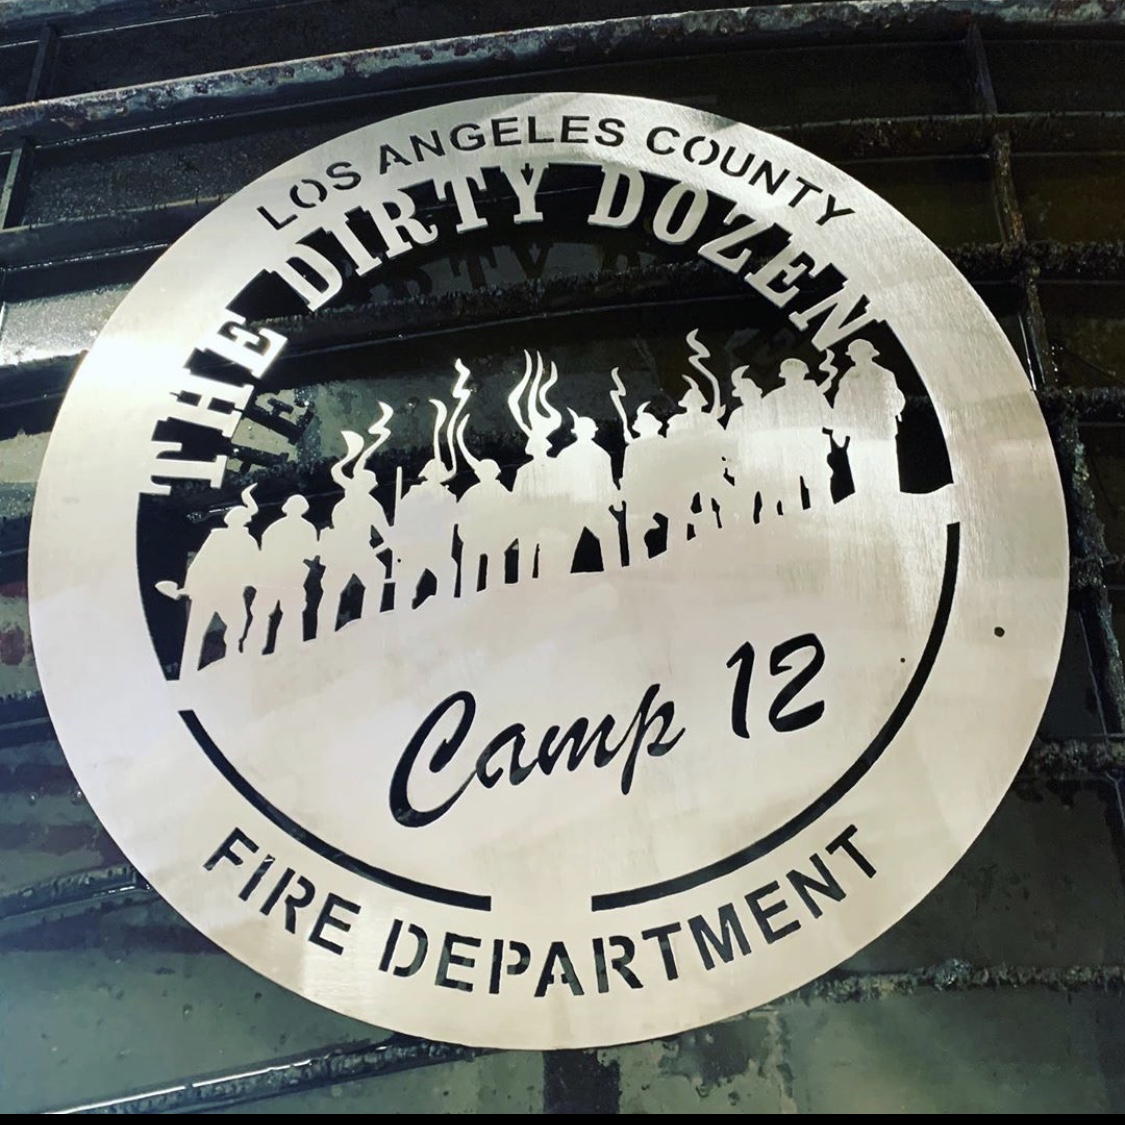 LOS ANGELES COUNTY
THE DIRTY DOZEN
Camp 12
FIRE DEPARTMENT